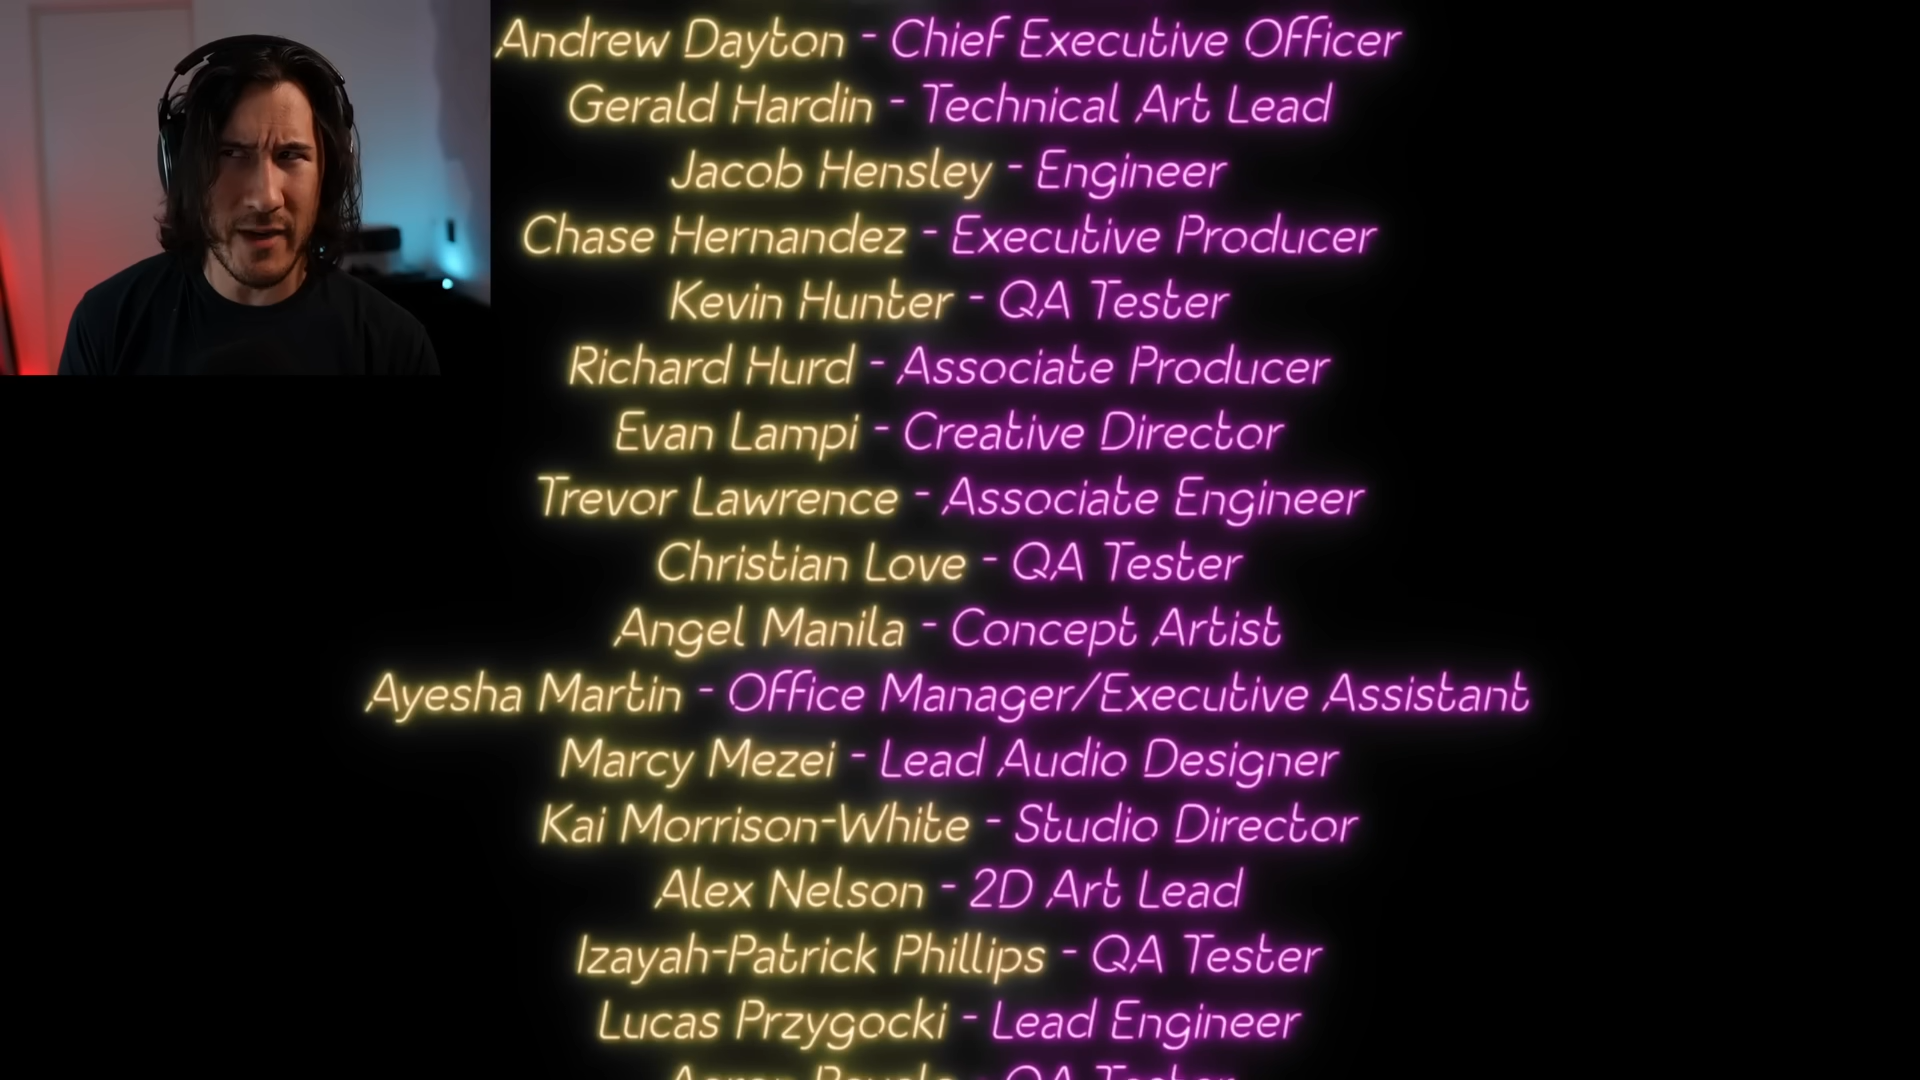 Andrew Dayton - Chief Executive Officer
Gerald Hardin - Technical Art Lead
Jacob Hensley - Engineer
Chase Hernandez - Executive Producer
Kevin Hunter - QA Tester
Richard Hurd - Associate Producer
Evan Lampi - Creative Director
Trevor Lawrence - Associate Engineer
Christian Love - QA Tester
Angel Manila - Concept Artist
Ayesha Martin - Office Manager/Executive Assistant
Marcy Mezei - Lead Audio Designer
Kai Morrison-White - Studio Director
Alex Nelson - 2D Art Lead
Izayah-Patrick Phillips - QA Tester
Lucas Przygocki - Lead Engineer
- QA Tester